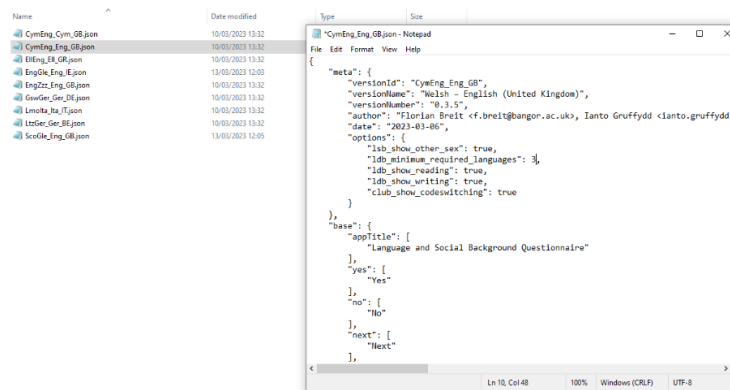 Name Date modified Type Size
CymEng_Cym_GB.json 10/03/2023 13:32
CymEng_Eng_GB.json 10/03/2023 13:32
EllEng_Ell_GR.json 10/03/2023 13:32
EngGle_Eng_IE.json 13/03/2023 12:03
EngZzz_Eng_GB.json 10/03/2023 13:32
GswGer_Ger_DE.json 10/03/2023 13:32
LmoIta_Ita_IT.json 10/03/2023 13:32
LtzGer_Ger_BE.json 10/03/2023 13:32
ScoGle_Eng_GB.json 13/03/2023 12:05
*CymEng_Eng_GB.json - Notepad
File Edit Format View Help
{
"meta": {
"versionId": "CymEng_Eng_GB",
"versionName": "Welsh – English (United Kingdom)",
"versionNumber": "0.3.5",
"author": "Florian Breit <f.breit@bangor.ac.uk>, Ianto Gruffydd <ianto.gruffydd
"date": "2023-03-06",
"options": {
"lsb_show_other_sex": true,
"ldb_minimum_required_languages": 3,
"ldb_show_reading": true,
"ldb_show_writing": true,
"club_show_codeswitching": true
}
},
"base": {
"appTitle": [
"Language and Social Background Questionnaire"
],
"yes": [
"Yes"
],
"no": [
"No"
],
"next": [
"Next"
],
Ln 10, Col 48 100% Windows (CRLF) UTF-8